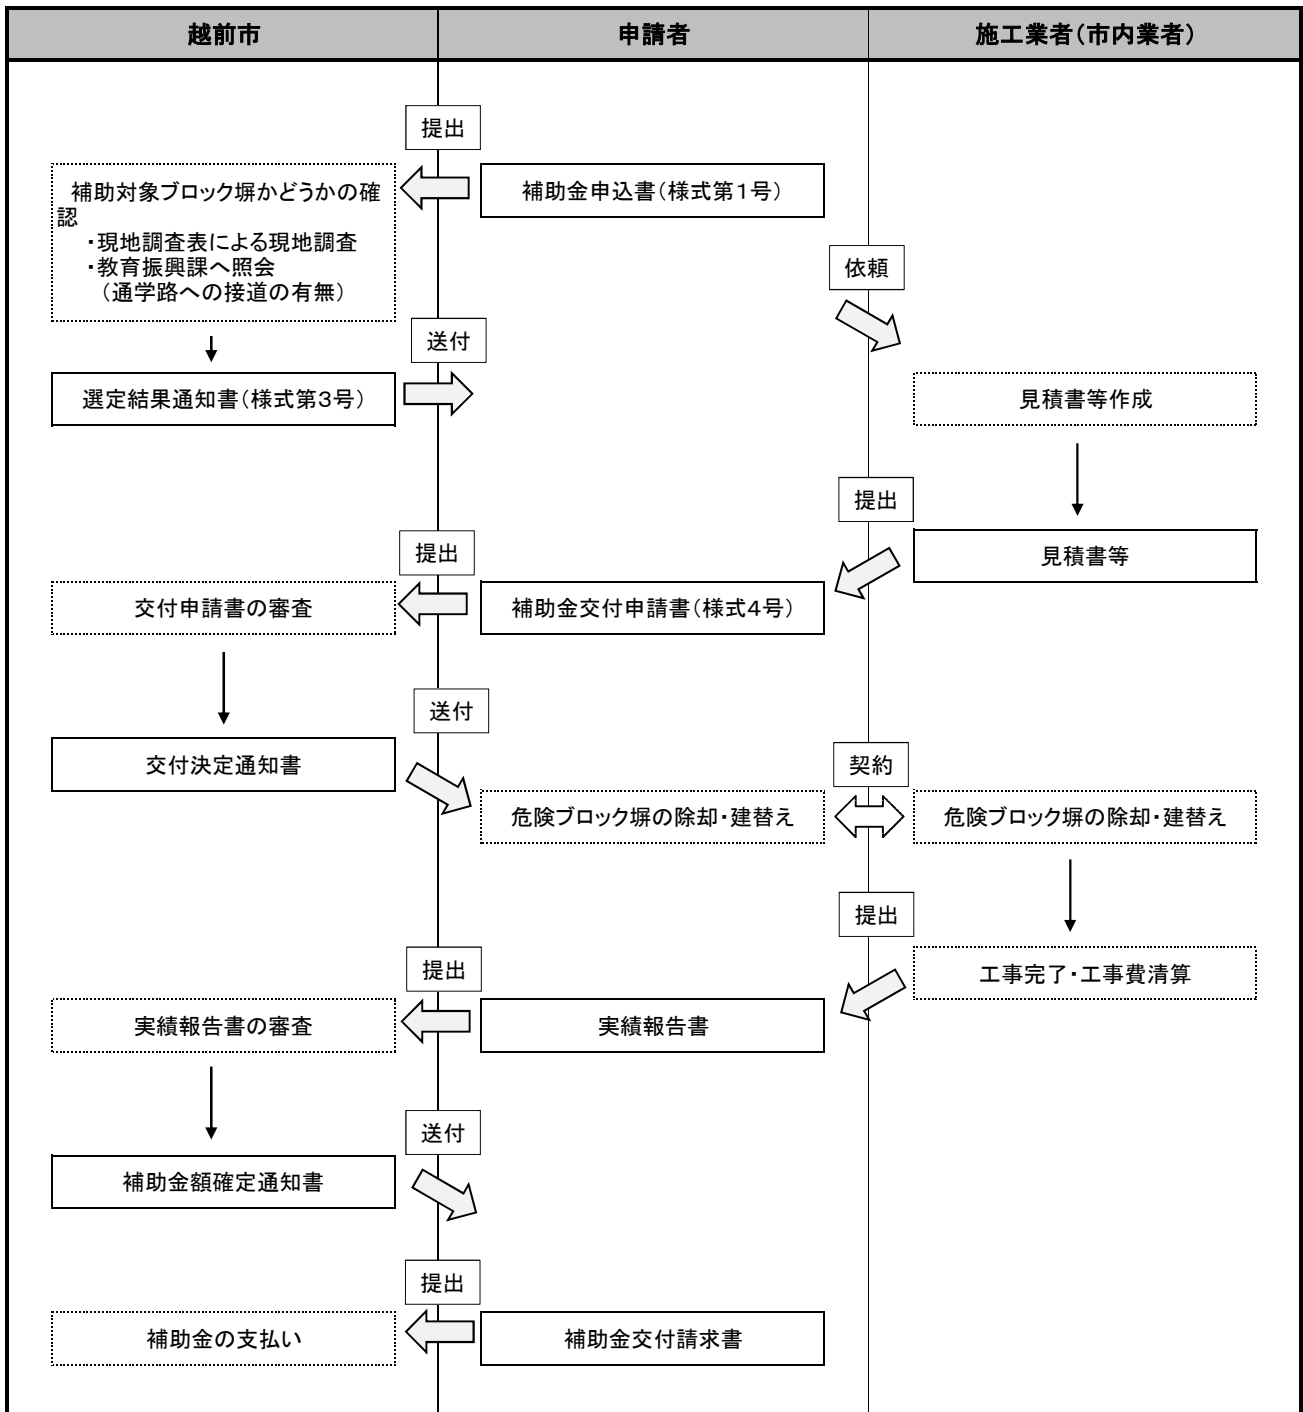 越前市
申請者
施工業者（市内業者）
提出
補助対象ブロック塀かどうかの確
認
・現地調査表による現地調査
・教育振興課へ照会
（通学路への接道の有無）
補助金申込書（様式第１号）
依頼
送付
選定結果通知書（様式第３号）
見積書等作成
提出
見積書等
提出
交付申請書の審査
補助金交付申請書（様式４号）
送付
交付決定通知書
契約
危険ブロック塀の除却・建替え
危険ブロック塀の除却・建替え
提出
工事完了・工事費清算
提出
実績報告書の審査
実績報告書
送付
補助金額確定通知書
提出
補助金の支払い
補助金交付請求書